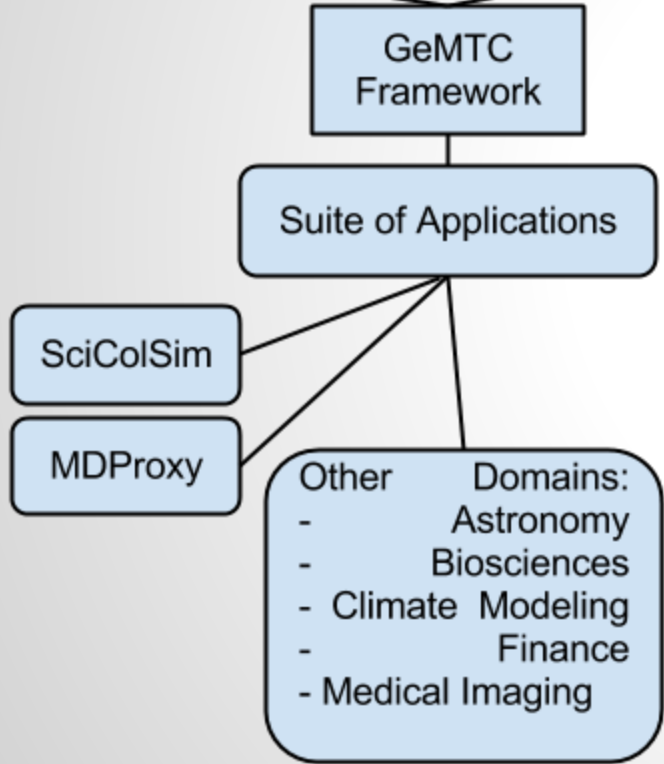 GeMTC
Framework
Suite of Applications
SciColSim
MDProxy
Other Domains:
- Astronomy
- Biosciences
- Climate Modeling
- Finance
- Medical Imaging